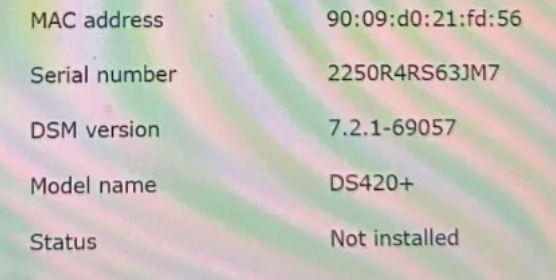 MAC address 90:09:d0:21:fd:56
Serial number 2250R4RS63JM7
DSM version 7.2.1-69057
Model name DS420+
Status Not installed